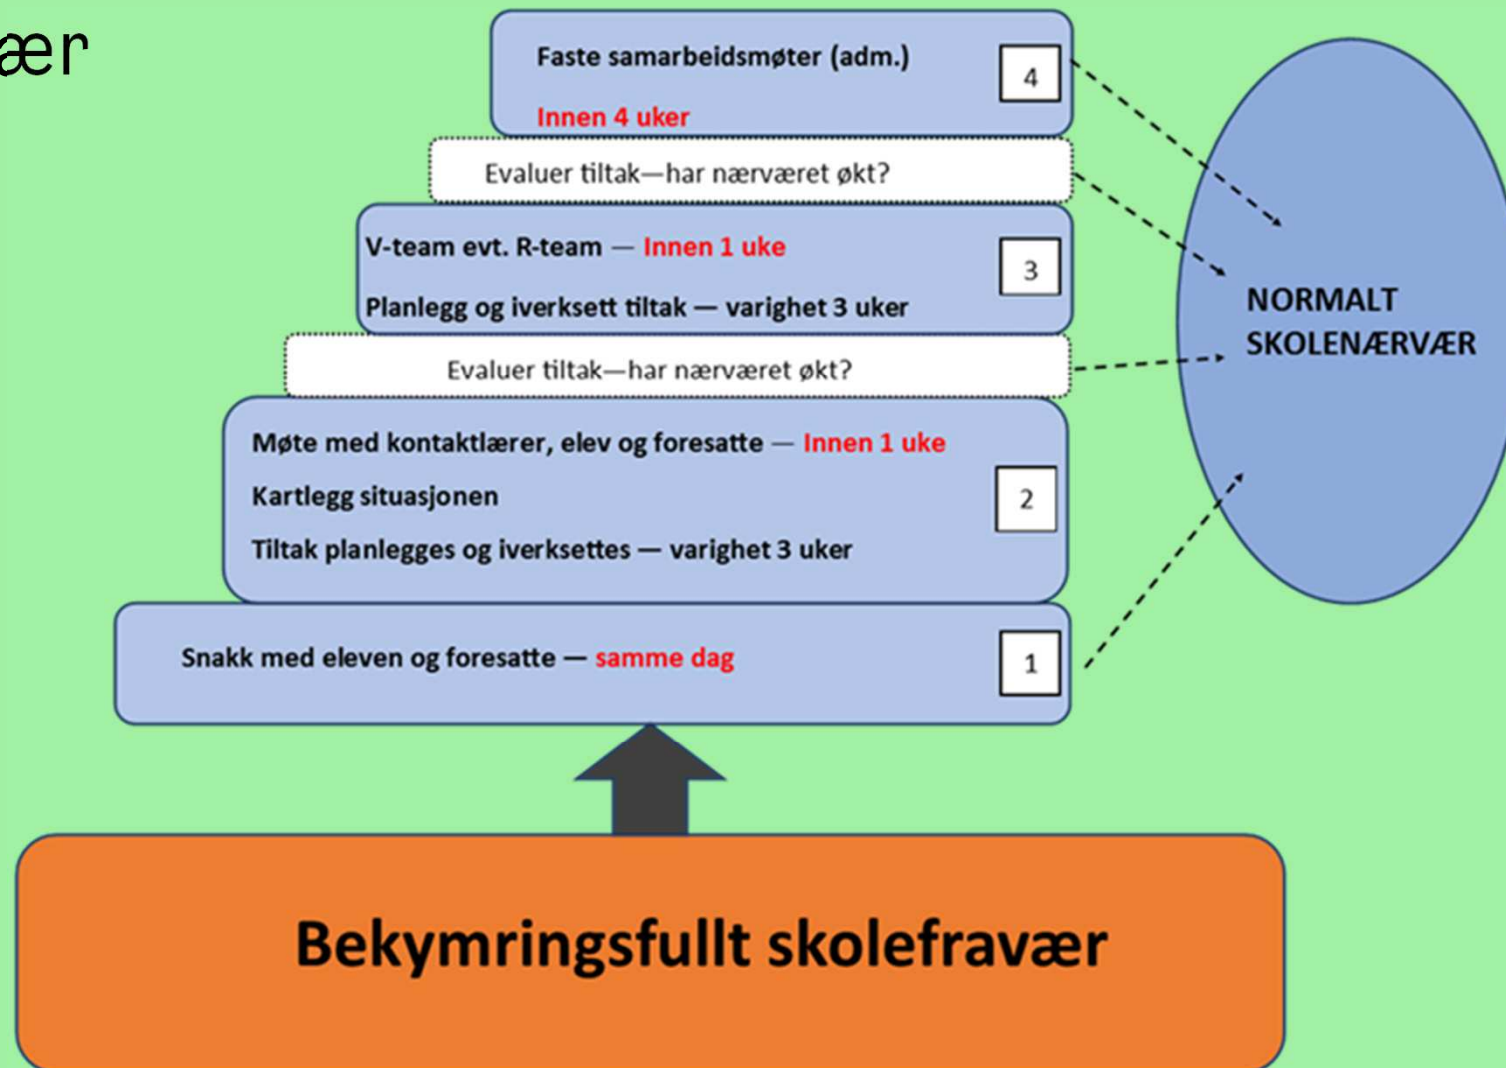 ær
Faste samarbeidsmøter (adm.)
4
Innen 4 uker
Evaluer tiltak—har nærværet økt?
V-team evt. R-team — Innen 1 uke
3
Planlegg og iverksett tiltak — varighet 3 uker
Evaluer tiltak—har nærværet økt?
Møte med kontaktlærer, elev og foresatte — Innen 1 uke
Kartlegg situasjonen
2
Tiltak planlegges og iverksettes — varighet 3 uker
Snakk med eleven og foresatte — samme dag
1
NORMALT
SKOLENÆRVÆR
Bekymringsfullt skolefravær